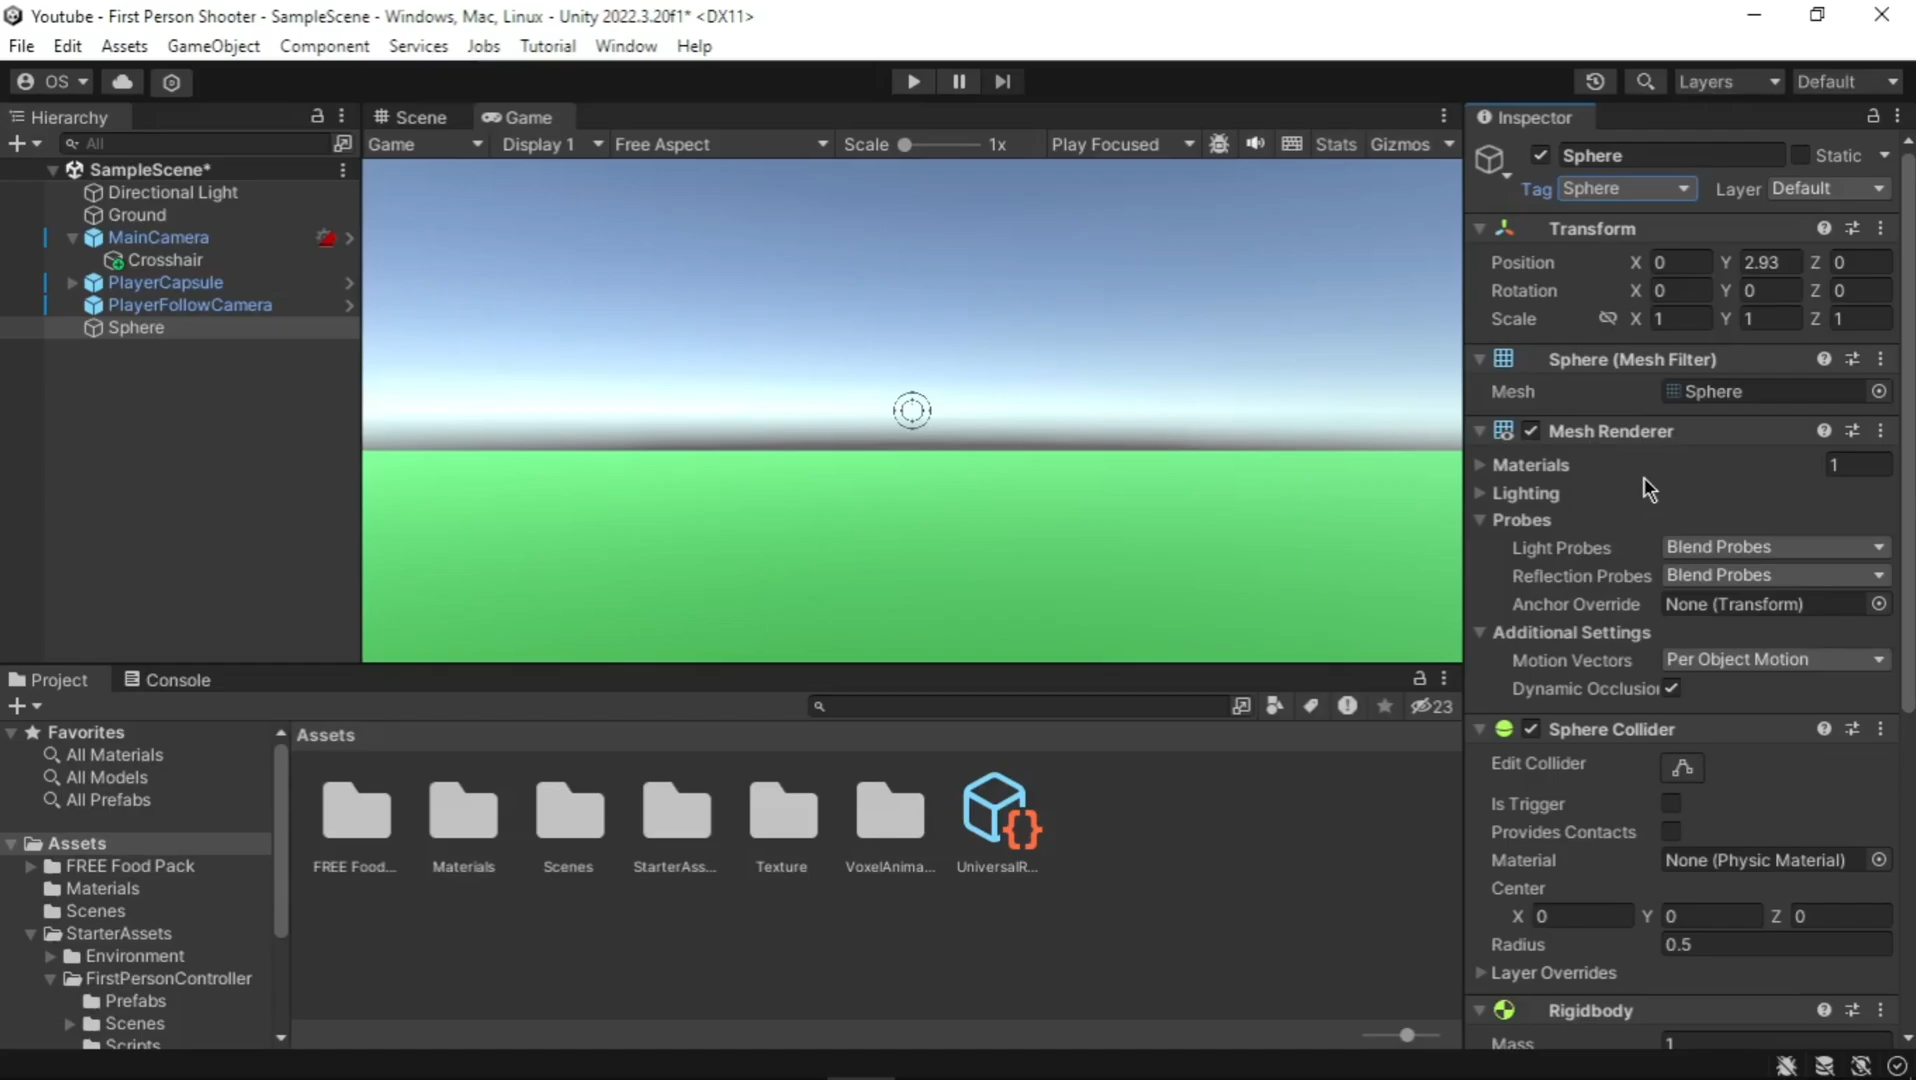 Youtube - First Person Shooter - SampleScene - Windows, Mac, Linux - Unity 2022.3.20f1* <DX11>
File Edit Assets GameObject Component Services Jobs Tutorial Window Help
OS
Layers Default
Hierarchy
All
SampleScene*
Directional Light
Ground
MainCamera
Crosshair
PlayerCapsule
PlayerFollowCamera
Sphere
Scene Game
Game Display 1 Free Aspect Scale 1x Play Focused Stats Gizmos
Inspector
Sphere Static
Tag Sphere Layer Default
Transform
Position X 0 Y 2.93 Z 0
Rotation X 0 Y 0 Z 0
Scale X 1 Y 1 Z 1
Sphere (Mesh Filter)
Mesh Sphere
Mesh Renderer
Materials 1
Lighting
Probes
Light Probes Blend Probes
Reflection Probes Blend Probes
Anchor Override None (Transform)
Additional Settings
Motion Vectors Per Object Motion
Dynamic Occlusio
Sphere Collider
Edit Collider
Is Trigger
Provides Contacts
Material None (Physic Material)
Center
X 0 Y 0 Z 0
Radius 0.5
Layer Overrides
Rigidbody
Mass 1
Project Console
23
Favorites
All Materials
All Models
All Prefabs
Assets
FREE Food Pack
Materials
Scenes
StarterAssets
Environment
FirstPersonController
Prefabs
Scenes
Scripts
Assets
FREE Food... Materials Scenes StarterAss... Texture VoxelAnima... UniversalR...